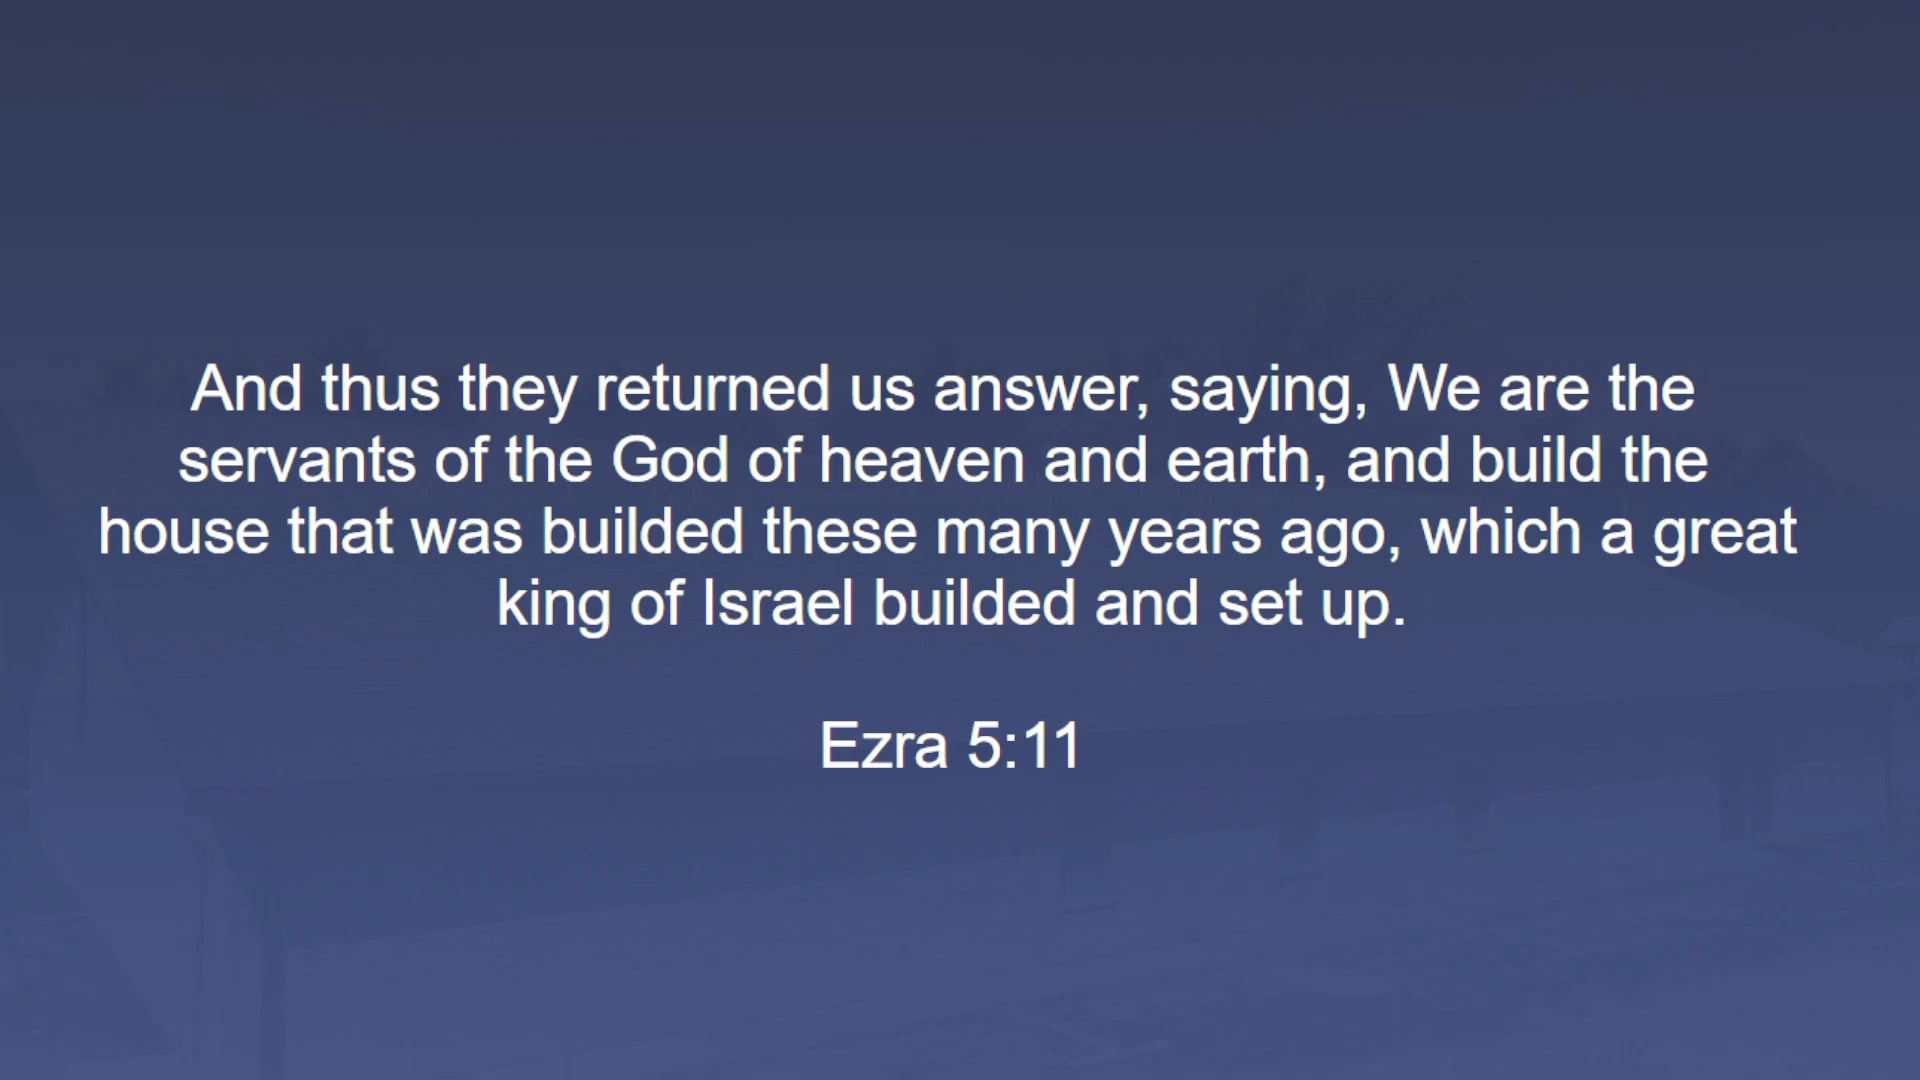 And thus they returned us answer, saying, We are the
servants of the God of heaven and earth, and build the
house that was builded these many years ago, which a great
king of Israel builded and set up.
Ezra 5:11